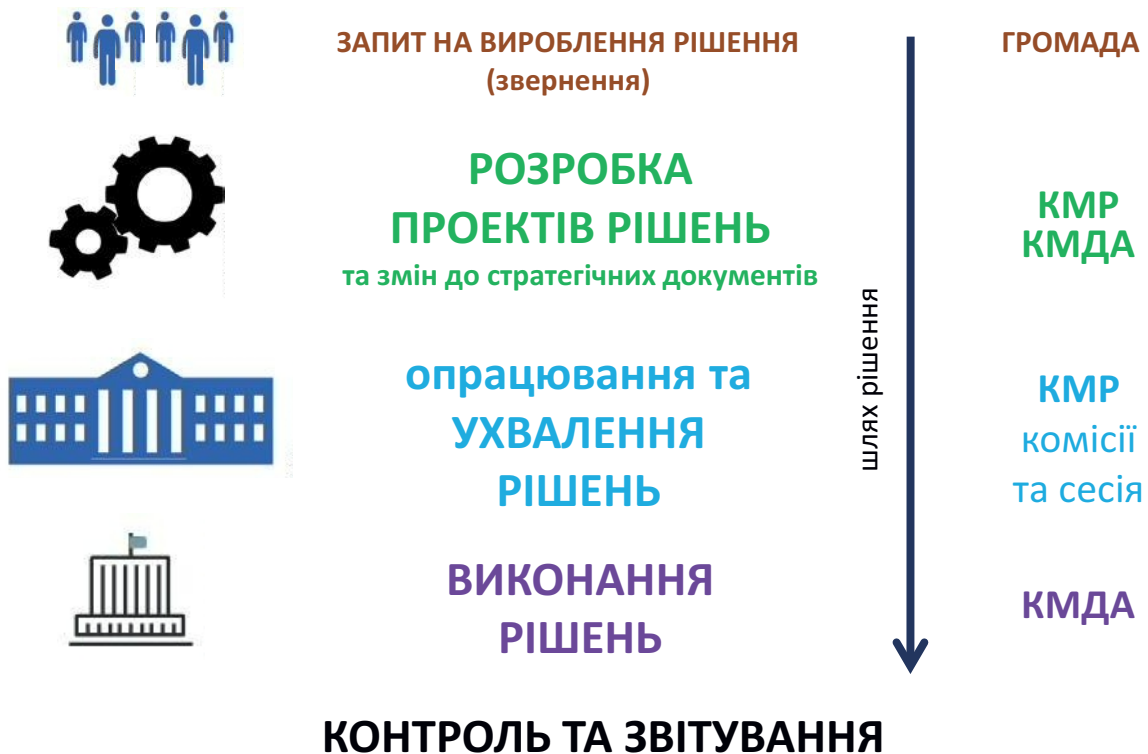 ЗАПИТ НА ВИРОБЛЕННЯ РІШЕННЯ
(звернення)
ГРОМАДА
РОЗРОБКА
ПРОЕКТІВ РІШЕНЬ
та змін до стратегічних документів
КМР
КМДА
шлях рішення
опрацювання та
УХВАЛЕННЯ
РІШЕНЬ
КМР
комісії
та сесія
ВИКОНАННЯ
РІШЕНЬ
КМДА
КОНТРОЛЬ ТА ЗВІТУВАННЯ